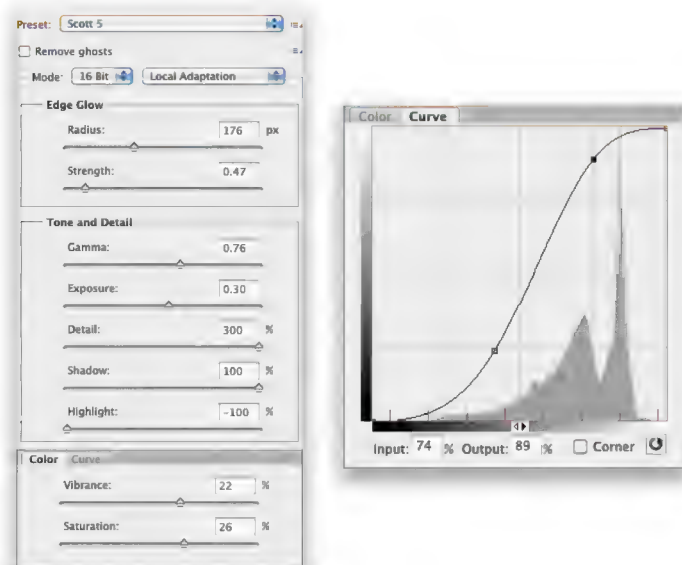 Preset: Scott 5
Remove ghosts
Mode: 16 Bit Local Adaptation
Edge Glow
Radius: 176 px
Strength: 0.47
Tone and Detail
Gamma: 0.76
Exposure: 0.30
Detail: 300 %
Shadow: 100 %
Highlight: -100 %
Color Curve
Vibrance: 22 %
Saturation: 26 %
Color Curve
Input: 74 % Output: 89 % Corner